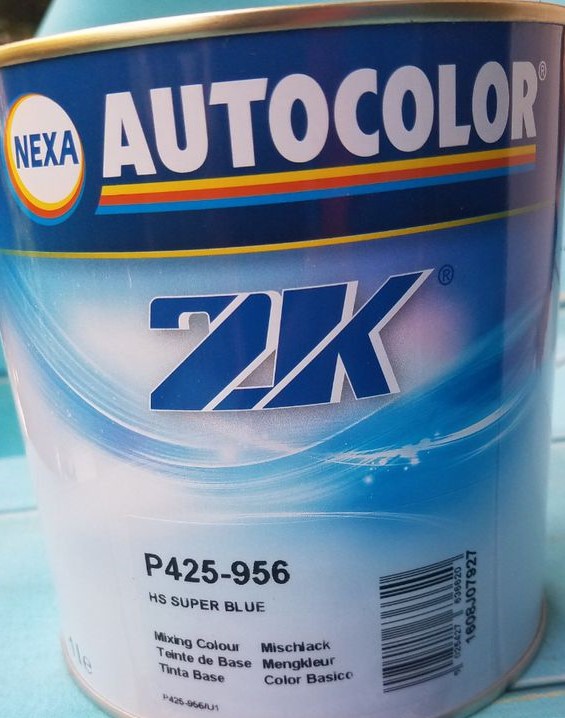 NEXA
AUTOCOLOR®
2K®
P425-956
HS SUPER BLUE
Mixing Colour Mischlack
Teinte de Base Mengkleur
Tinta Base Color Basico
1 le
P425-956/U1
1608J07927